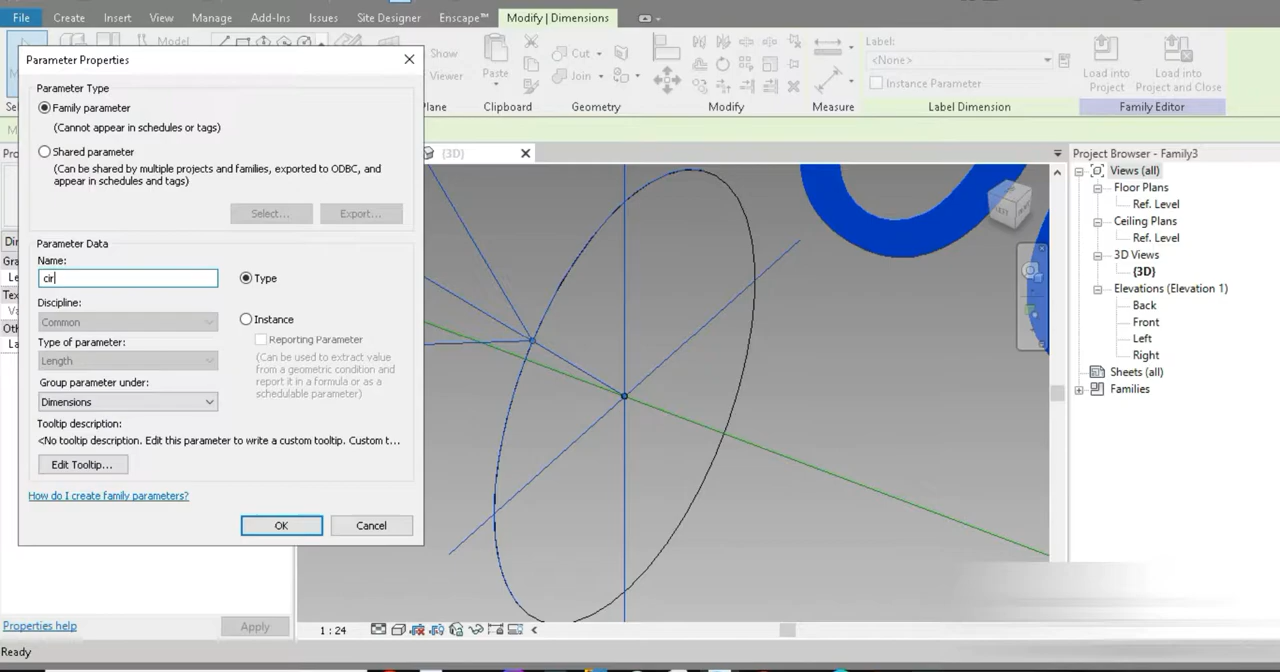 File Create Insert View Manage Add-Ins Issues Site Designer Enscape™ Modify | Dimensions
Parameter Properties
Model
Show
Viewer
Paste
Cut
Join
Label:
<None>
Instance Parameter
Load into
Project
Load into
Project and Close
Plane Clipboard Geometry Modify Measure Label Dimension Family Editor
Parameter Type
Family parameter
(Cannot appear in schedules or tags)
Shared parameter
(Can be shared by multiple projects and families, exported to ODBC, and
appear in schedules and tags)
Select... Export...
Parameter Data
Name:
cir
Type
Discipline:
Common
Instance
Reporting Parameter
Type of parameter:
Length
(Can be used to extract value
from a geometric condition and
report it in a formula or as a
schedulable parameter)
Group parameter under:
Dimensions
Tooltip description:
<No tooltip description. Edit this parameter to write a custom tooltip. Custom t...
Edit Tooltip...
How do I create family parameters?
OK Cancel
{3D}
Project Browser - Family3
Views (all)
Floor Plans
Ref. Level
Ceiling Plans
Ref. Level
3D Views
{3D}
Elevations (Elevation 1)
Back
Front
Left
Right
Sheets (all)
Families
Properties help
Apply
1 : 24
Ready